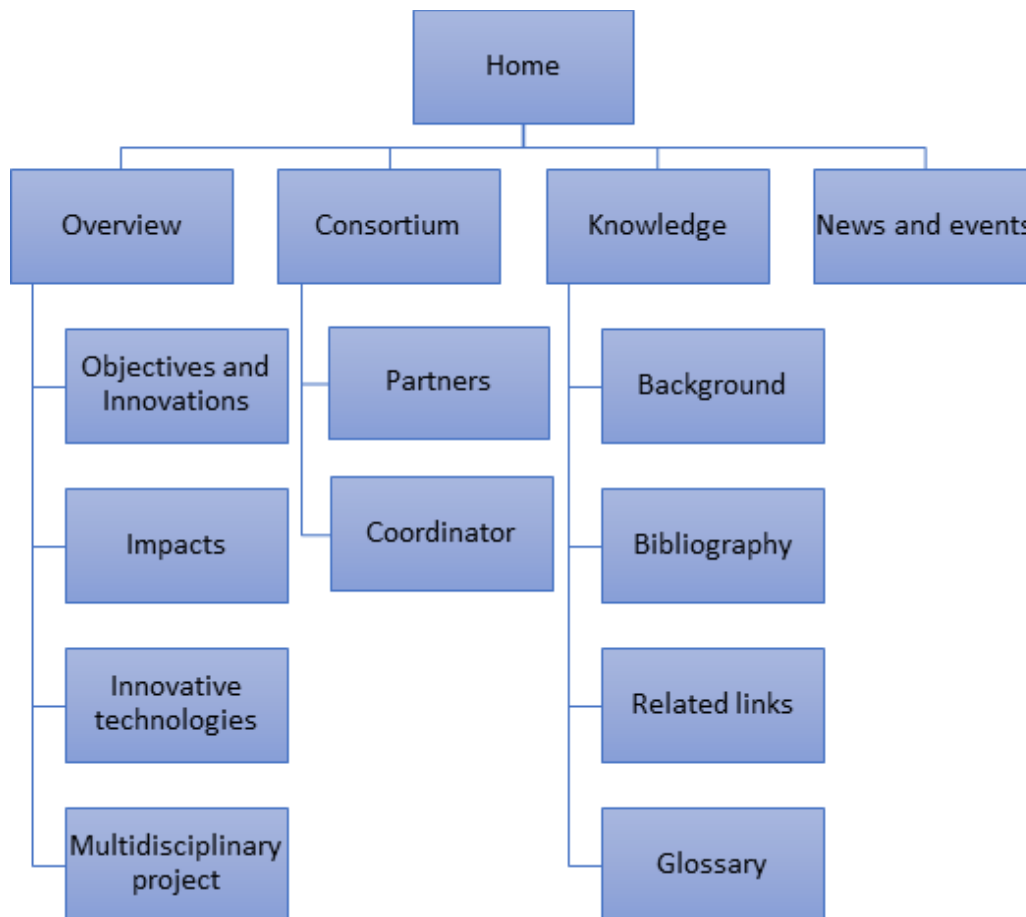 Home
Overview
Consortium
Knowledge
News and events
Objectives and
Innovations
Partners
Background
Impacts
Coordinator
Bibliography
Innovative
technologies
Related links
Multidisciplinary
project
Glossary